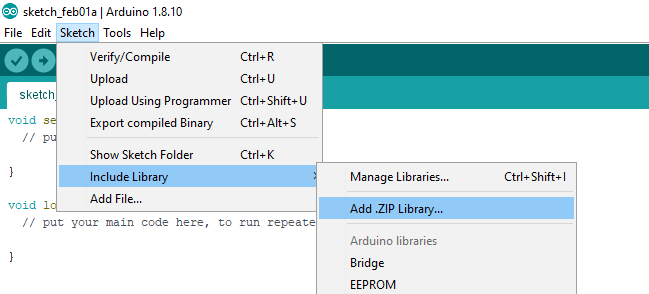 sketch_feb01a | Arduino 1.8.10
File Edit Sketch Tools Help
Verify/Compile Ctrl+R
Upload Ctrl+U
sketch_
Upload Using Programmer Ctrl+Shift+U
void se
Export compiled Binary Ctrl+Alt+S
// pu
Show Sketch Folder Ctrl+K
}
Include Library
Manage Libraries... Ctrl+Shift+I
Add File...
void lo
Add .ZIP Library...
// put your main code here, to run repeate
Arduino libraries
}
Bridge
EEPROM